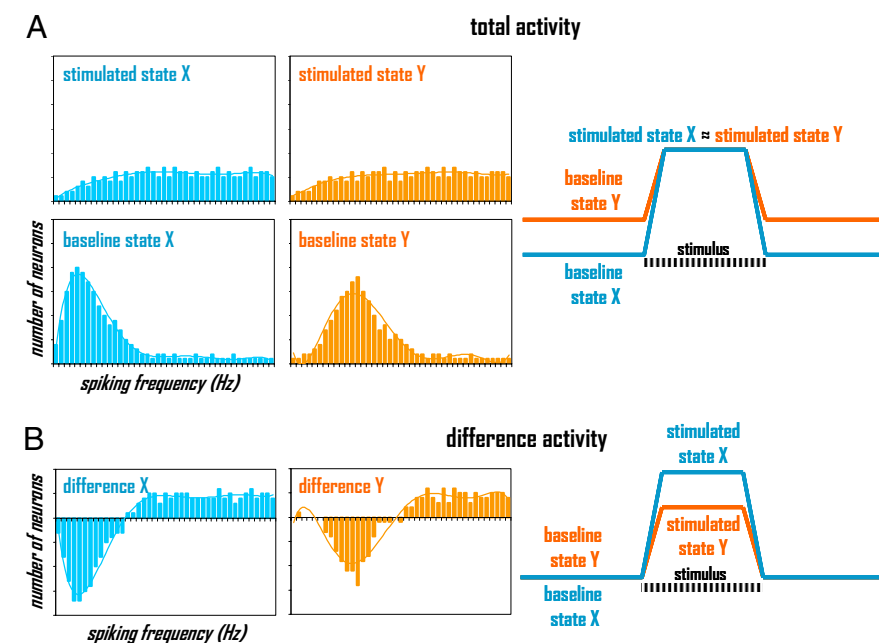 A
total activity
stimulated state X
stimulated state Y
stimulated state X ≈ stimulated state Y
baseline
state Y
baseline state X
baseline state Y
stimulus
baseline
state X
number of neurons
spiking frequency (Hz)
B
difference activity
stimulated
state X
difference X
difference Y
number of neurons
baseline
state Y
stimulated
state Y
stimulus
baseline
state X
spiking frequency (Hz)